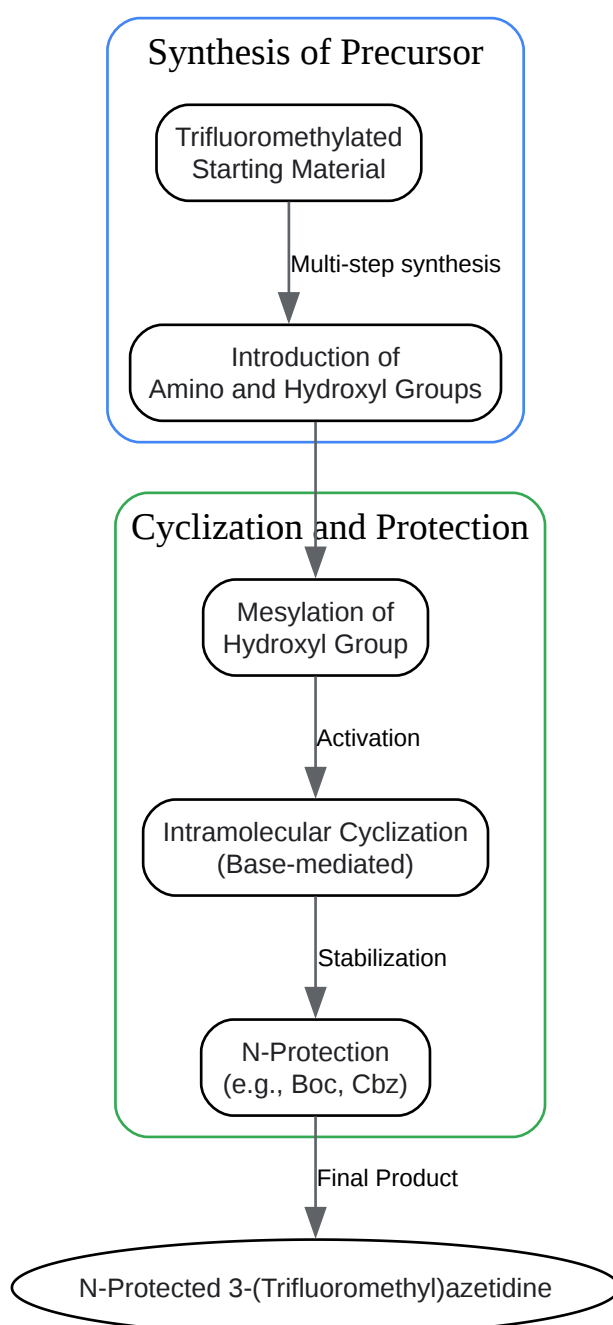 Synthesis of Precursor
Trifluoromethylated
Starting Material
Multi-step synthesis
Introduction of
Amino and Hydroxyl Groups
Cyclization and Protection
Mesylation of
Hydroxyl Group
Activation
Intramolecular Cyclization
(Base-mediated)
Stabilization
N-Protection
(e.g., Boc, Cbz)
Final Product
N-Protected 3-(Trifluoromethyl)azetidine